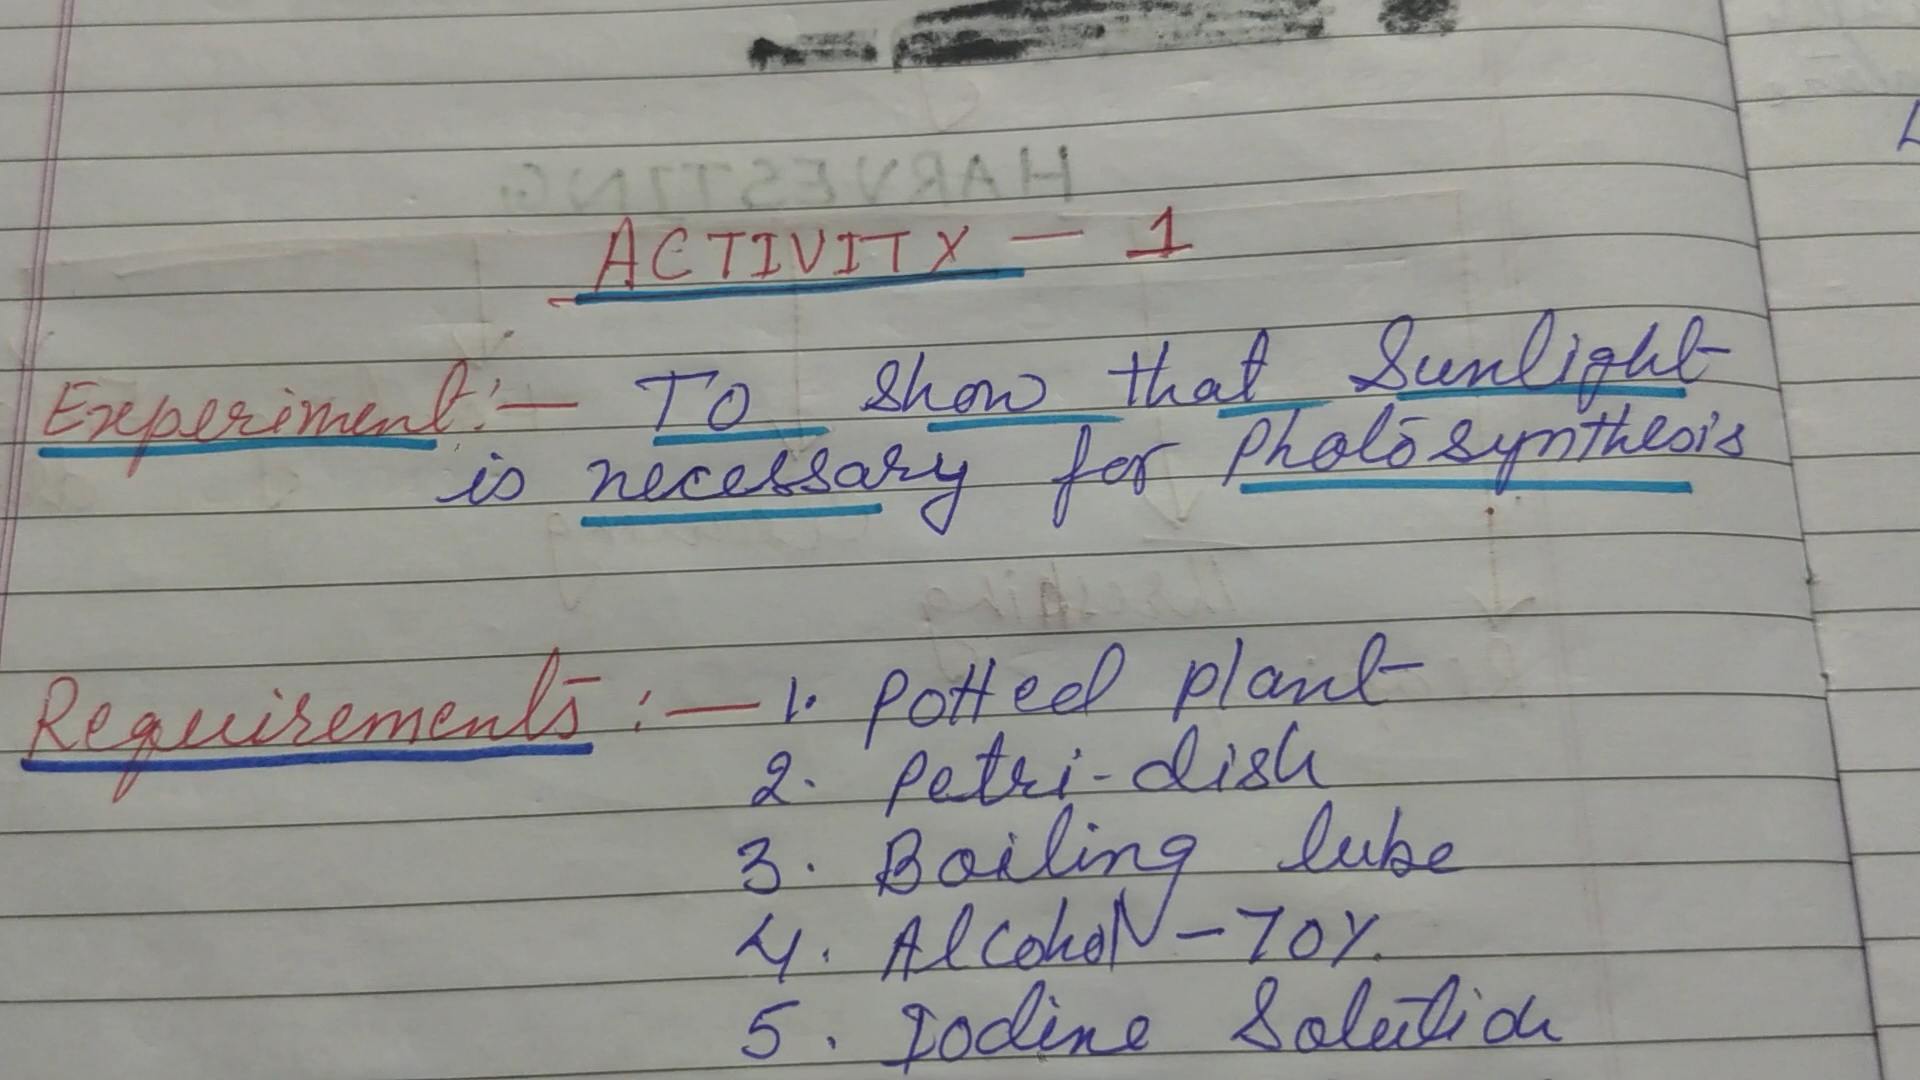 ACTIVITY - 1
Experiment:- To show that Sunlight
is necessary for Photosynthesis
Requirements :- 1. Potted plant
2. Petri-dish
3. Boiling tube
4. Alcohol - 70%.
5. Iodine Solution
HARVESTING